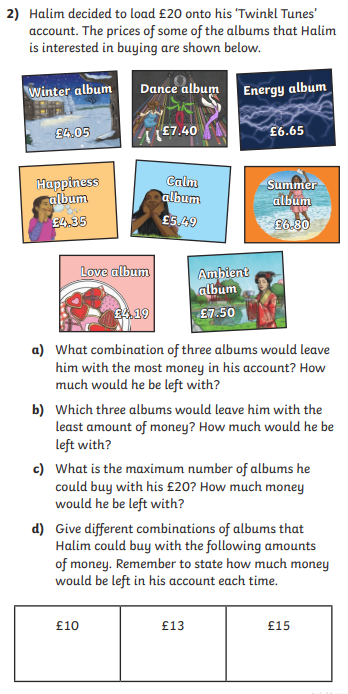 2) Halim decided to load £20 onto his ‘Twinkl Tunes’
account. The prices of some of the albums that Halim
is interested in buying are shown below.
Winter album
£4.05
Dance album
£7.40
Energy album
£6.65
Happiness
album
£4.35
Calm
album
£5.49
Summer
album
£6.80
Love album
£4.19
Ambient
album
£7.50
a) What combination of three albums would leave
him with the most money in his account? How
much would he be left with?
b) Which three albums would leave him with the
least amount of money? How much would he be
left with?
c) What is the maximum number of albums he
could buy with his £20? How much money
would he be left with?
d) Give different combinations of albums that
Halim could buy with the following amounts
of money. Remember to state how much money
would be left in his account each time.
£10 £13 £15